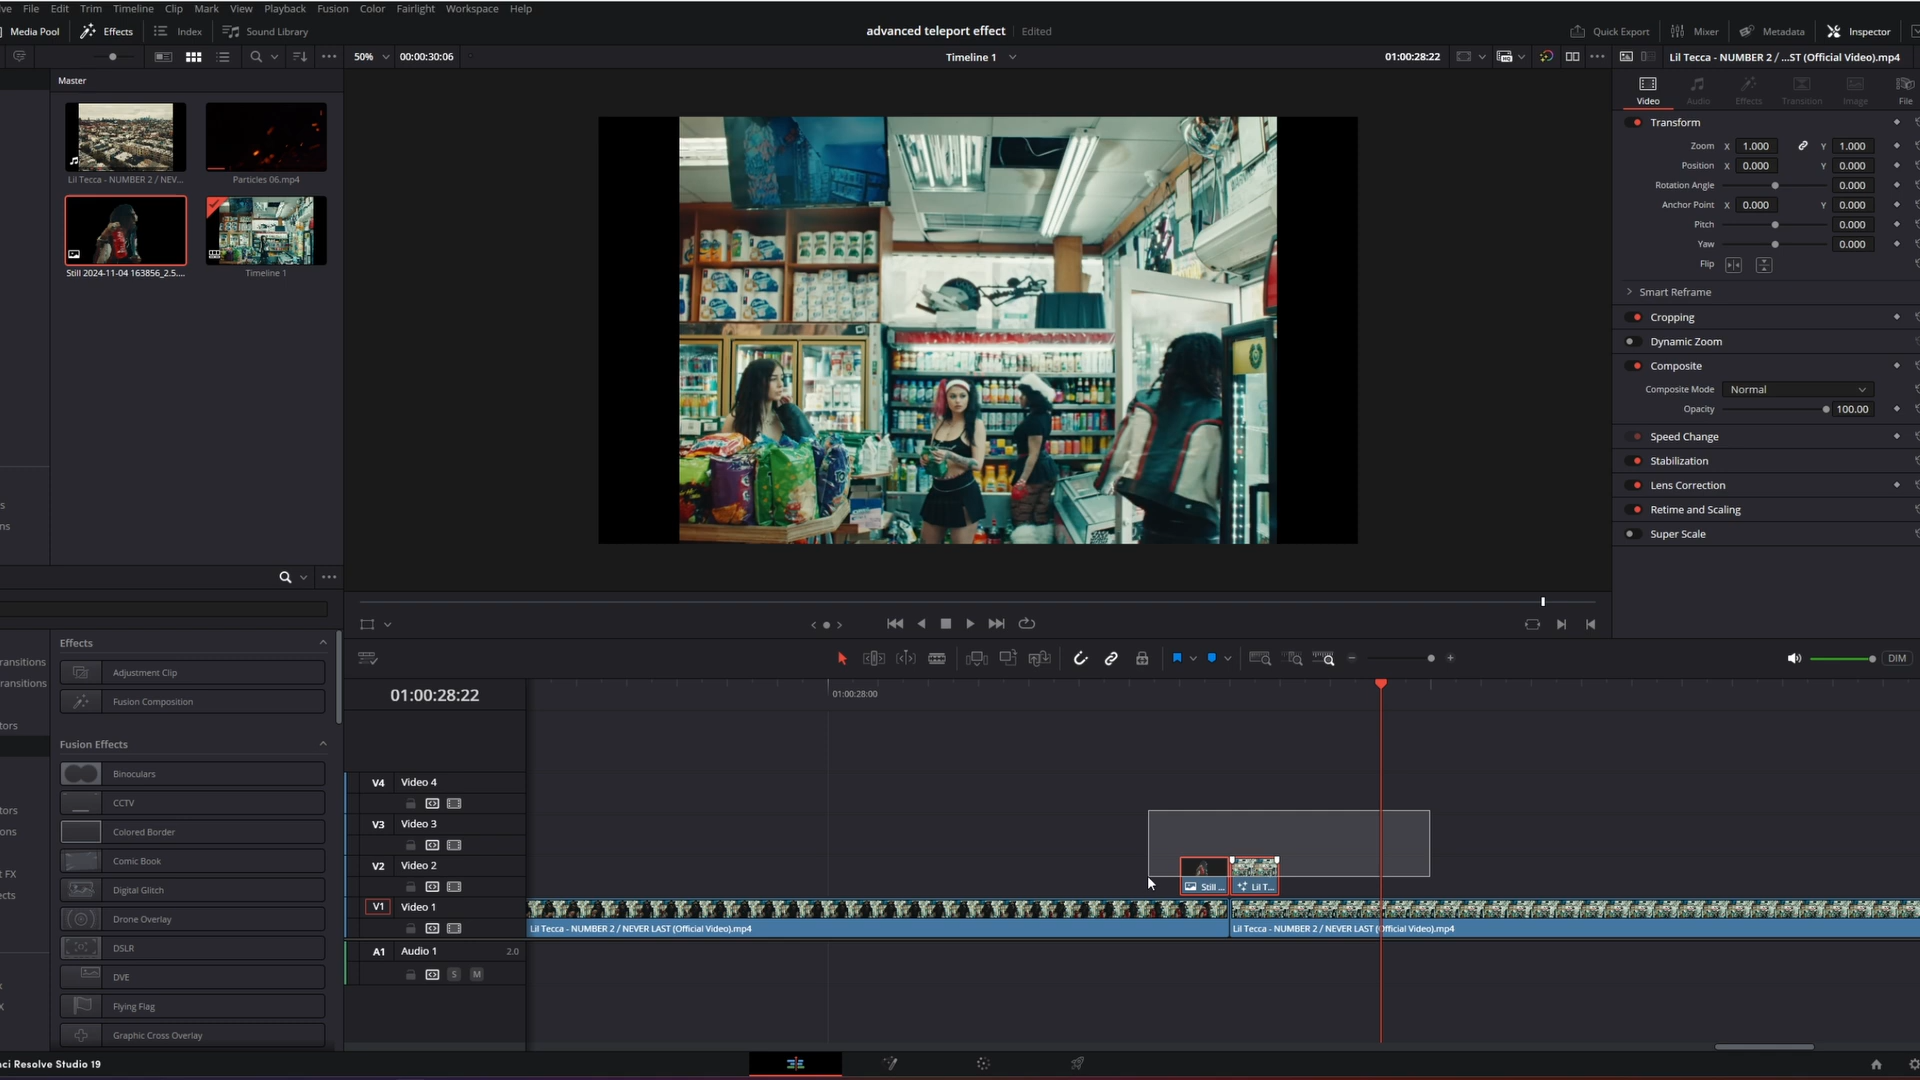 File Edit Trim Timeline Clip Mark View Playback Fusion Color Fairlight Workspace Help
Media Pool Effects Index Sound Library advanced teleport effect Edited Quick Export Mixer Metadata Inspector
50% 00:00:30:06 Timeline 1 01:00:28:22 Lil Tecca - NUMBER 2 / ...ST (Official Video).mp4
Master
Video Audio Effects Transition Image File
Lil Tecca - NUMBER 2 / NEV... Particles 06.mp4
Still 2024-11-04 163856_2.5.... Timeline 1
Transform
Zoom X 1.000 Y 1.000
Position X 0.000 Y 0.000
Rotation Angle 0.000
Anchor Point X 0.000 Y 0.000
Pitch 0.000
Yaw 0.000
Flip
Smart Reframe
Cropping
Dynamic Zoom
Composite
Composite Mode Normal
Opacity 100.00
Speed Change
Stabilization
Lens Correction
Retime and Scaling
Super Scale
Effects
Adjustment Clip
Fusion Composition
Fusion Effects
Binoculars
CCTV
Colored Border
Comic Book
Digital Glitch
Drone Overlay
DSLR
DVE
Flying Flag
Graphic Cross Overlay
DIM
01:00:28:22 01:00:28:00
V4 Video 4
V3 Video 3
V2 Video 2
Still ... Lil T...
V1 Video 1
Lil Tecca - NUMBER 2 / NEVER LAST (Official Video).mp4 Lil Tecca - NUMBER 2 / NEVER LAST (Official Video).mp4
A1 Audio 1 2.0
S M
ci Resolve Studio 19